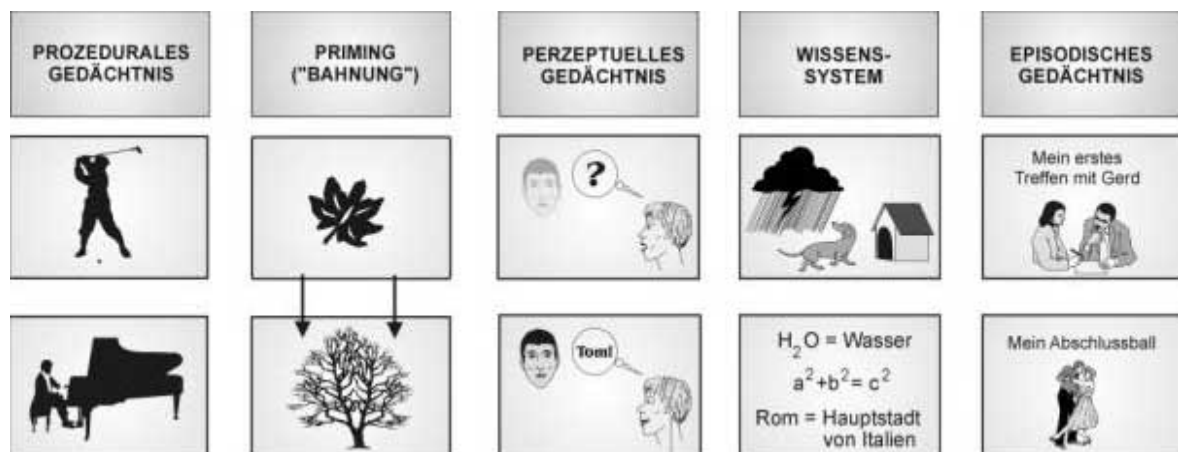 PROZEDURALES
GEDÄCHTNIS
PRIMING
("BAHNUNG")
PERZEPTUELLES
GEDÄCHTNIS
WISSENS-
SYSTEM
EPISODISCHES
GEDÄCHTNIS
?
Mein erstes
Treffen mit Gerd
Tom!
H₂O = Wasser
a²+b²= c²
Rom = Hauptstadt
von Italien
Mein Abschlussball